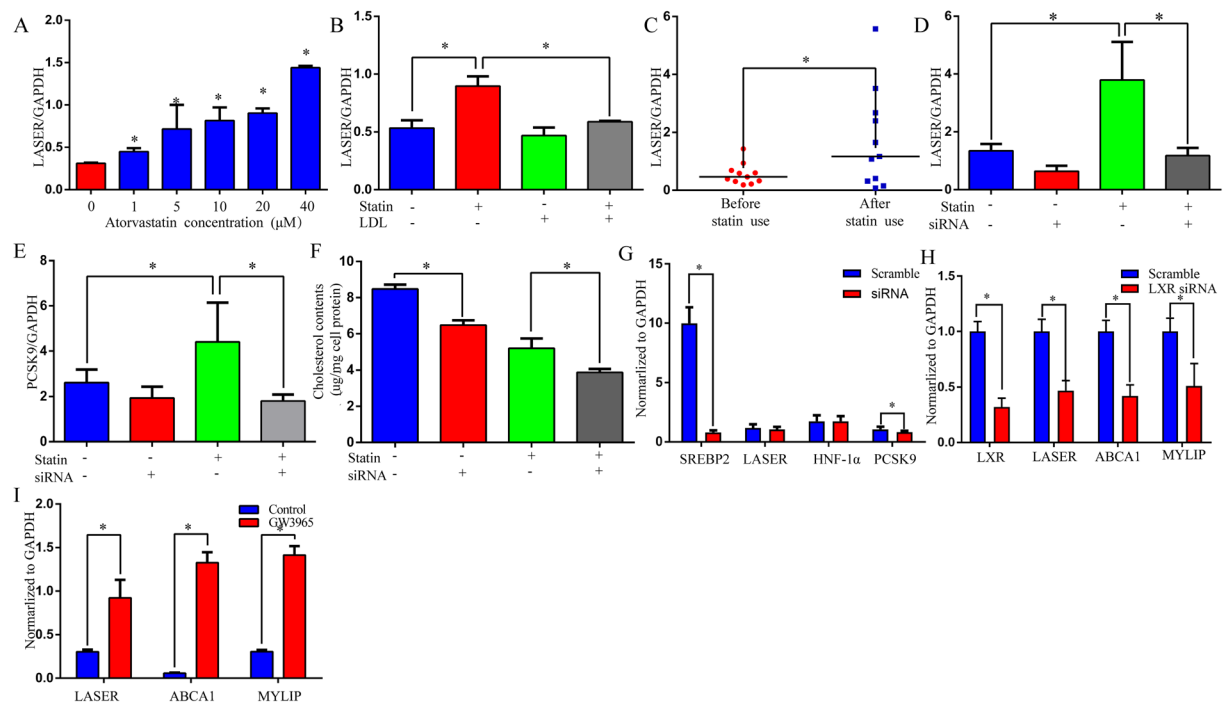 A
LASER/GAPDH
2.0
1.5
1.0
0.5
0.0
* * * * *
0 1 5 10 20 40
Atorvastatin concentration (μM)
B
LASER/GAPDH
1.5
1.0
0.5
0.0
* *
Statin - + - +
LDL - - + +
C
LASER/GAPDH
6
4
2
0
*
Before
statin use
After
statin use
D
LASER/GAPDH
6
4
2
0
* *
Statin - - + +
siRNA - + - +
E
PCSK9/GAPDH
8
6
4
2
0
* *
Statin - - + +
siRNA - + - +
F
Cholesterol contents
(ug/mg cell protein)
10
8
6
4
2
0
* *
Statin - - + +
siRNA - + - +
G
Normarlized to GAPDH
15
10
5
0
Scramble
siRNA
* *
SREBP2 LASER HNF-1α PCSK9
H
Normarlized to GAPDH
1.5
1.0
0.5
0.0
Scramble
LXR siRNA
* * * *
LXR LASER ABCA1 MYLIP
I
Normarlized to GAPDH
2.0
1.5
1.0
0.5
0.0
Control
GW3965
* * *
LASER ABCA1 MYLIP